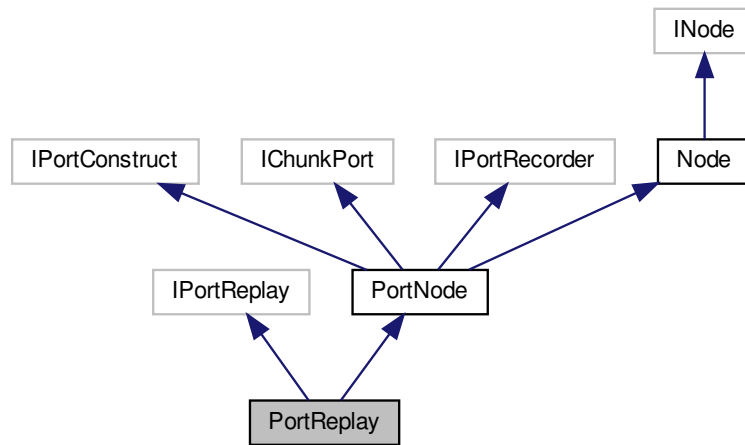 INode
IPortConstruct
IChunkPort
IPortRecorder
Node
IPortReplay
PortNode
PortReplay